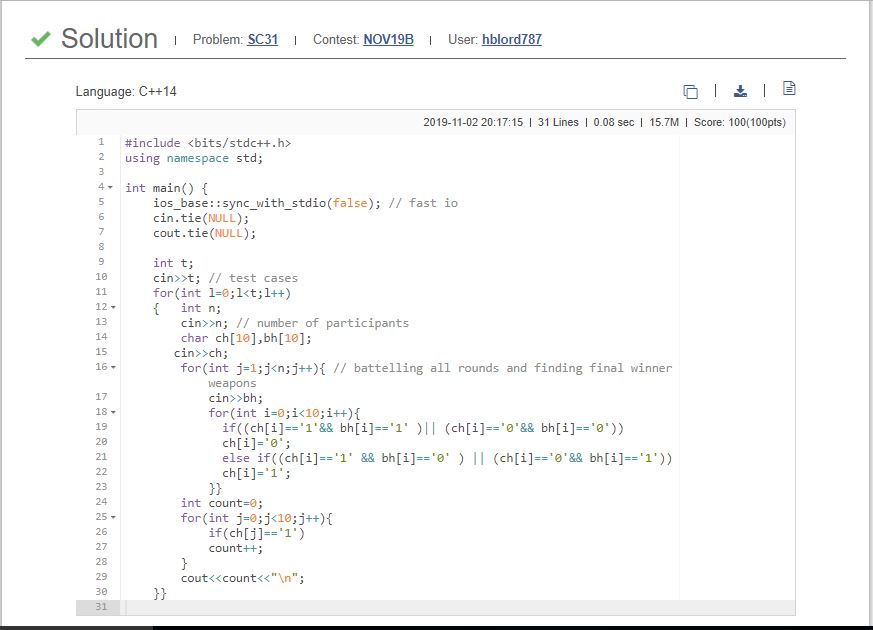 Solution | Problem: SC31 | Contest: NOV19B | User: hblord787
Language: C++14
2019-11-02 20:17:15 | 31 Lines | 0.08 sec | 15.7M | Score: 100(100pts)
1 #include <bits/stdc++.h>
2 using namespace std;
3
4 int main() {
5 ios_base::sync_with_stdio(false); // fast io
6 cin.tie(NULL);
7 cout.tie(NULL);
8
9 int t;
10 cin>>t; // test cases
11 for(int l=0;l<t;l++)
12 { int n;
13 cin>>n; // number of participants
14 char ch[10],bh[10];
15 cin>>ch;
16 for(int j=1;j<n;j++){ // battelling all rounds and finding final winner
weapons
17 cin>>bh;
18 for(int i=0;i<10;i++){
19 if((ch[i]=='1'&& bh[i]=='1' )|| (ch[i]=='0'&& bh[i]=='0'))
20 ch[i]='0';
21 else if((ch[i]=='1' && bh[i]=='0' ) || (ch[i]=='0'&& bh[i]=='1'))
22 ch[i]='1';
23 }}
24 int count=0;
25 for(int j=0;j<10;j++){
26 if(ch[j]=='1')
27 count++;
28 }
29 cout<<count<<"\n";
30 }}
31